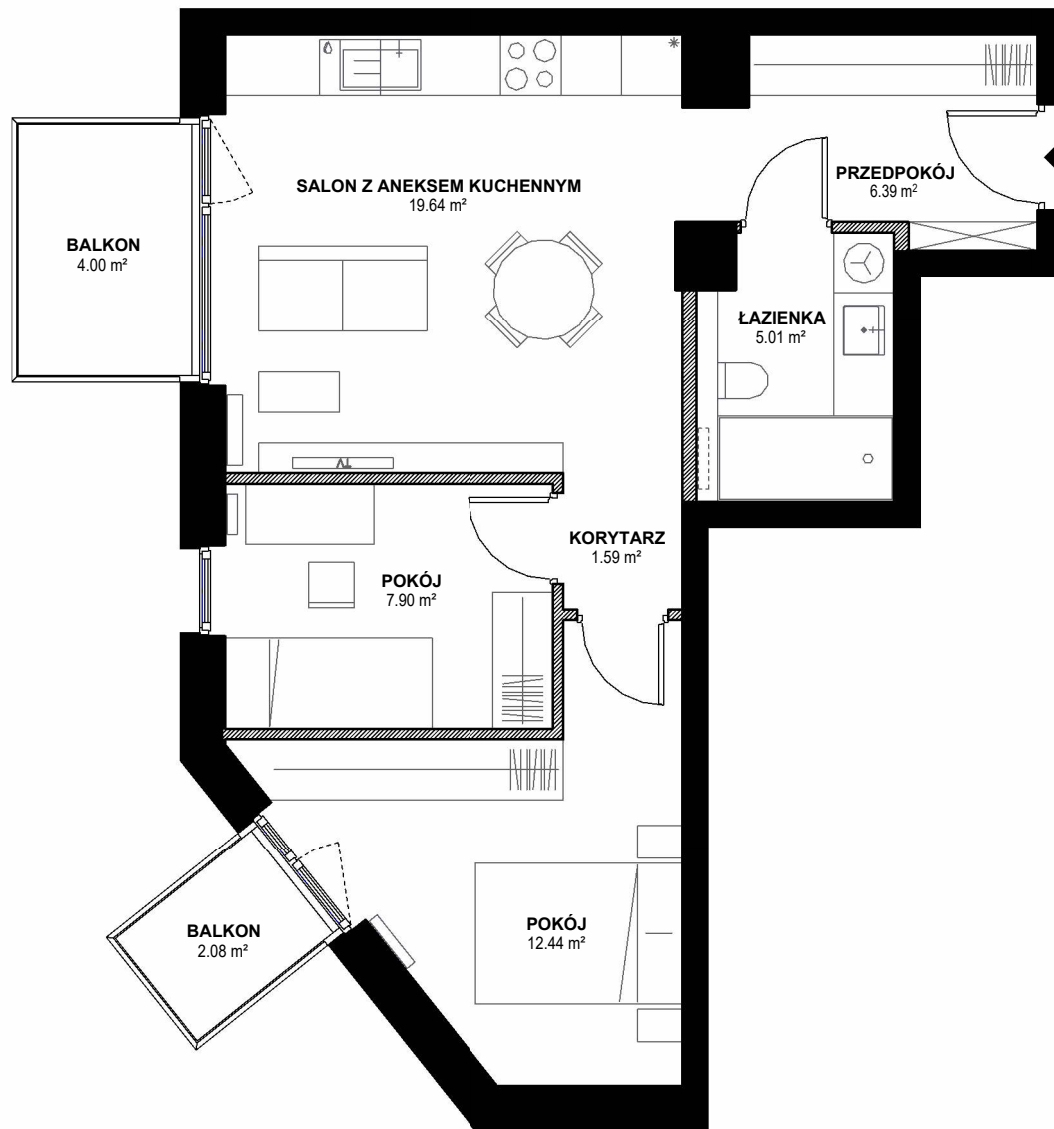 SALON Z ANEKSEM KUCHENNYM
19.64 m²
PRZEDPOKÓJ
6.39 m²
BALKON
4.00 m²
ŁAZIENKA
5.01 m²
TV
KORYTARZ
1.59 m²
POKÓJ
7.90 m²
POKÓJ
12.44 m²
BALKON
2.08 m²